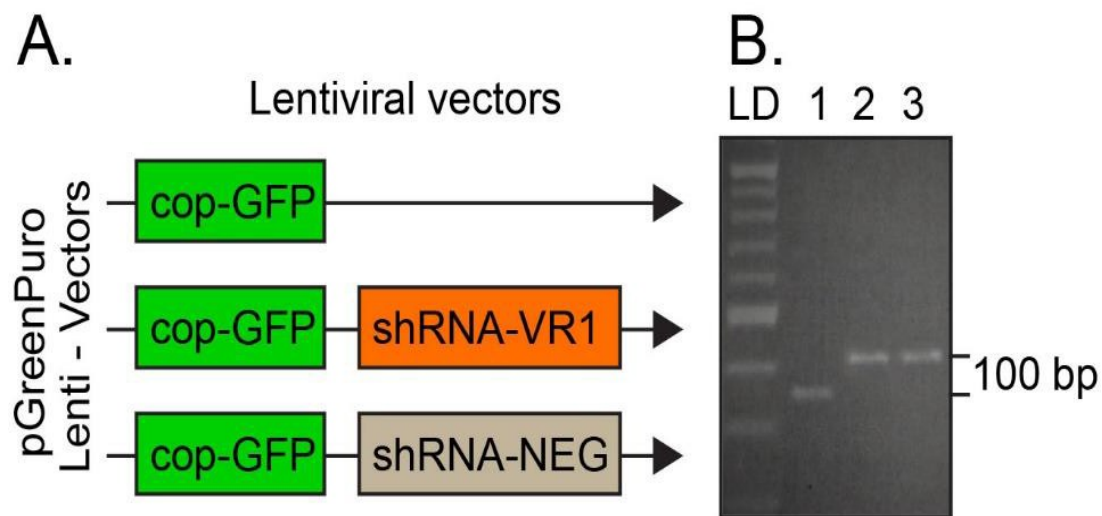 A.
Lentiviral vectors
pGreenPuro
Lenti - Vectors
cop-GFP
cop-GFP shRNA-VR1
cop-GFP shRNA-NEG
B.
LD 1 2 3
100 bp